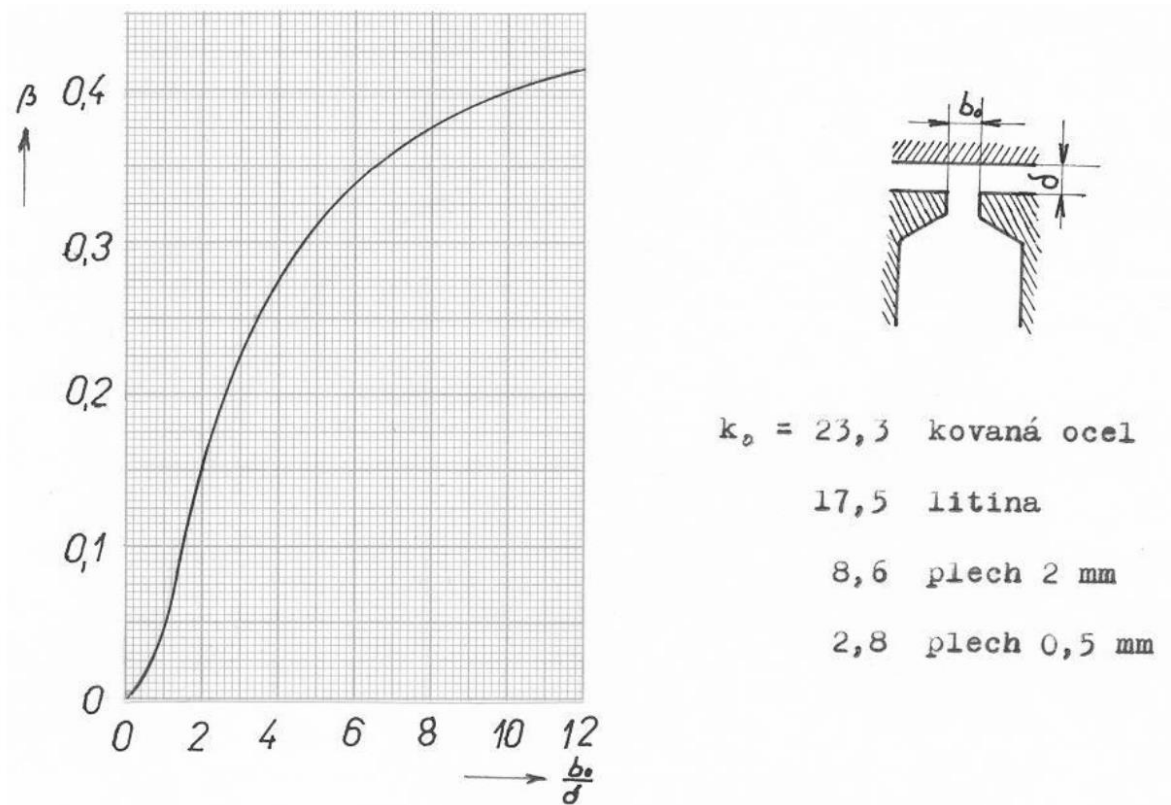 β
0,4
0,3
0,2
0,1
0
0 2 4 6 8 10 12
b₀/δ
b₀
δ
kₒ = 23,3 kovaná ocel
17,5 litina
8,6 plech 2 mm
2,8 plech 0,5 mm